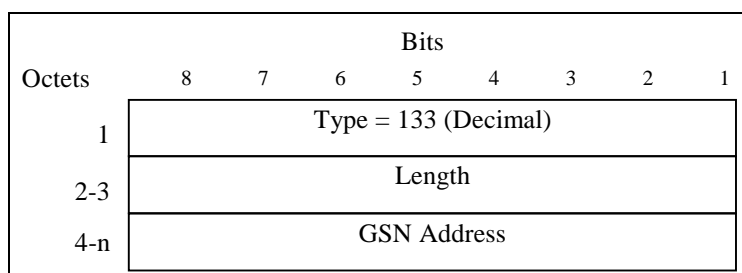 Bits
Octets 8 7 6 5 4 3 2 1
1 Type = 133 (Decimal)
2-3 Length
4-n GSN Address